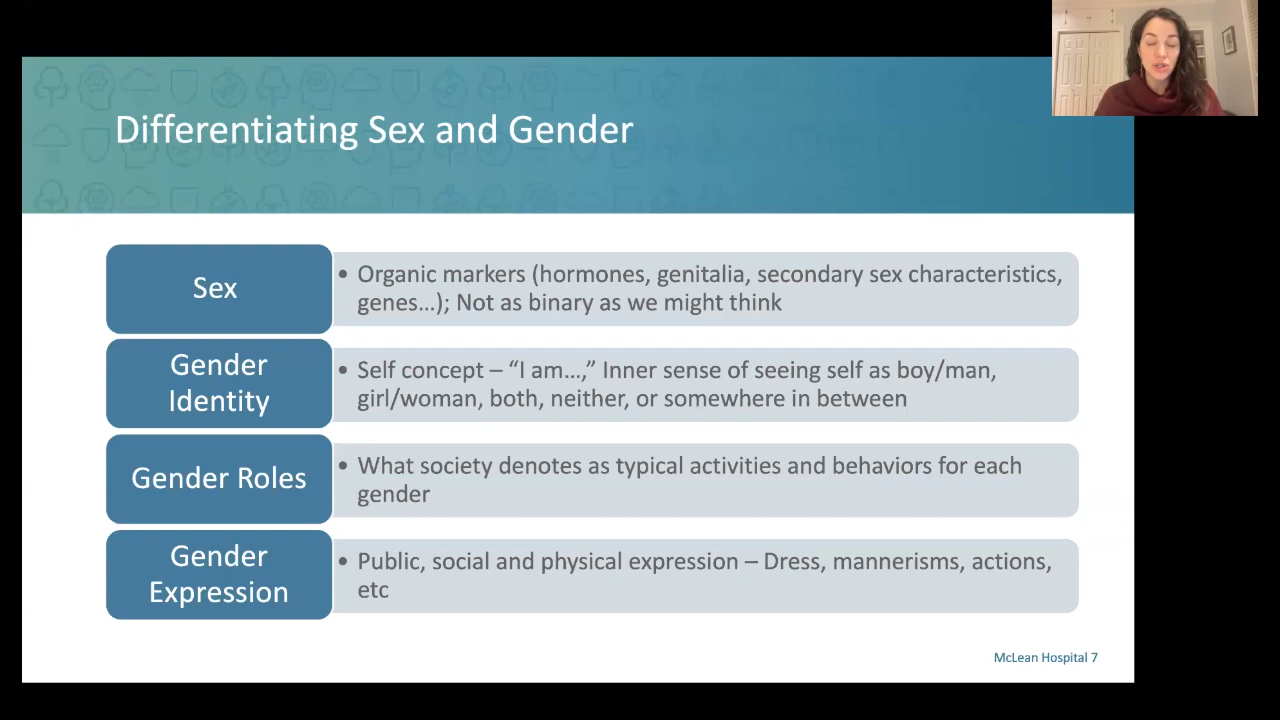 Differentiating Sex and Gender
Sex
• Organic markers (hormones, genitalia, secondary sex characteristics,
genes...); Not as binary as we might think
Gender
Identity
• Self concept – “I am...,” Inner sense of seeing self as boy/man,
girl/woman, both, neither, or somewhere in between
Gender Roles
• What society denotes as typical activities and behaviors for each
gender
Gender
Expression
• Public, social and physical expression – Dress, mannerisms, actions,
etc
McLean Hospital 7